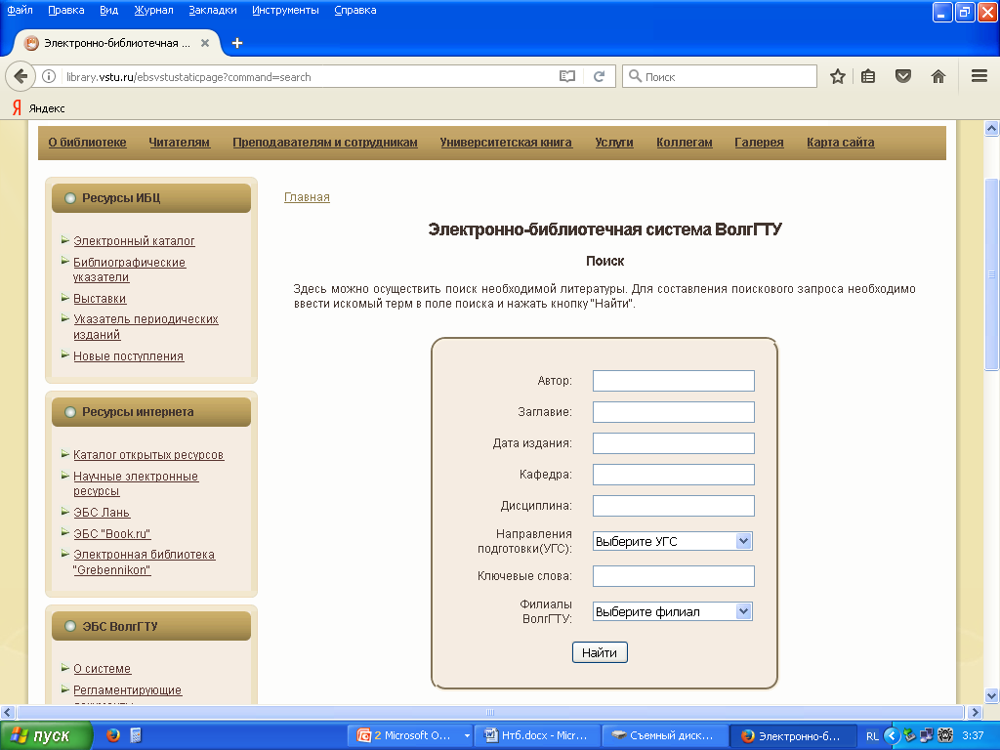 Файл Правка Вид Журнал Закладки Инструменты Справка
Электронно-библиотечная ...
library.vstu.ru/ebsvstustaticpage?command=search
Поиск
Яндекс
О библиотеке Читателям Преподавателям и сотрудникам Университетская книга Услуги Коллегам Галерея Карта сайта
Ресурсы ИБЦ
Электронный каталог
Библиографические
указатели
Выставки
Указатель периодических
изданий
Новые поступления
Ресурсы интернета
Каталог открытых ресурсов
Научные электронные
ресурсы
ЭБС Лань
ЭБС "Book.ru"
Электронная библиотека
"Grebennikon"
ЭБС ВолгГТУ
О системе
Регламентирующие
Главная
Электронно-библиотечная система ВолгГТУ
Поиск
Здесь можно осуществить поиск необходимой литературы. Для составления поискового запроса необходимо
ввести искомый терм в поле поиска и нажать кнопку "Найти".
Автор:
Заглавие:
Дата издания:
Кафедра:
Дисциплина:
Направления
подготовки(УГС):
Выберите УГС
Ключевые слова:
Филиалы
ВолгГТУ:
Выберите филиал
Найти
пуск
2 Microsoft O...
Нтб.docx - Micr...
Съемный диск...
Электронно-б...
RL
3:37